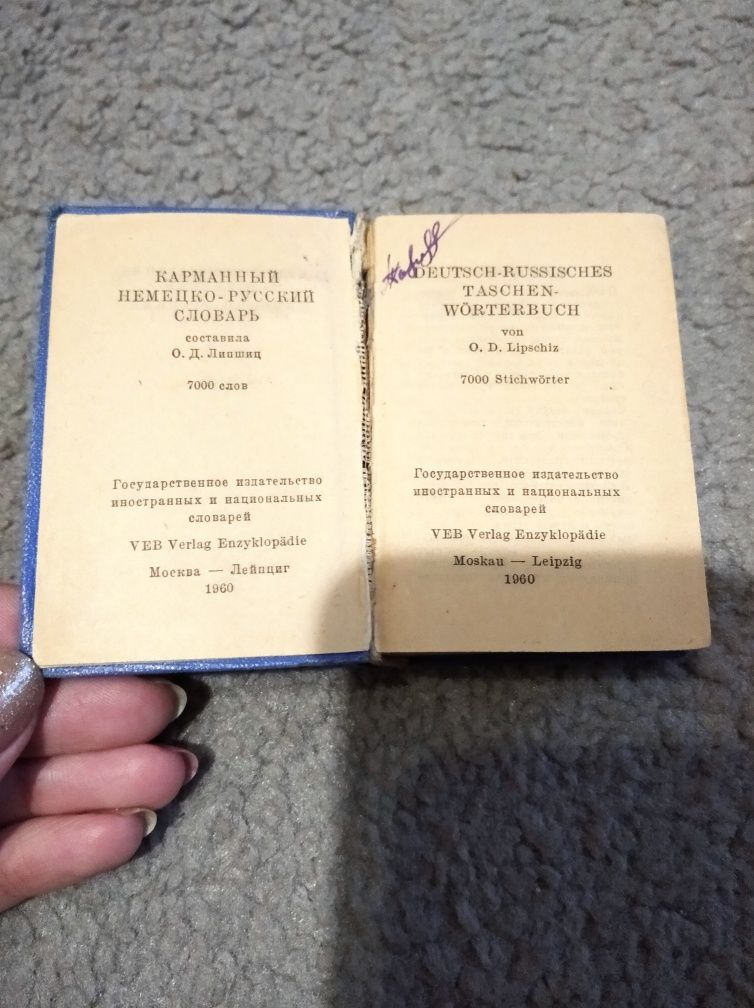 КАРМАННЫЙ
НЕМЕЦКО-РУССКИЙ
СЛОВАРЬ
составила
О. Д. Липшиц
7000 слов
Государственное издательство
иностранных и национальных
словарей
VEB Verlag Enzyklopädie
Москва — Лейпциг
1960
DEUTSCH-RUSSISCHES
TASCHEN-
WÖRTERBUCH
von
O. D. Lipschiz
7000 Stichwörter
Государственное издательство
иностранных и национальных
словарей
VEB Verlag Enzyklopädie
Moskau — Leipzig
1960